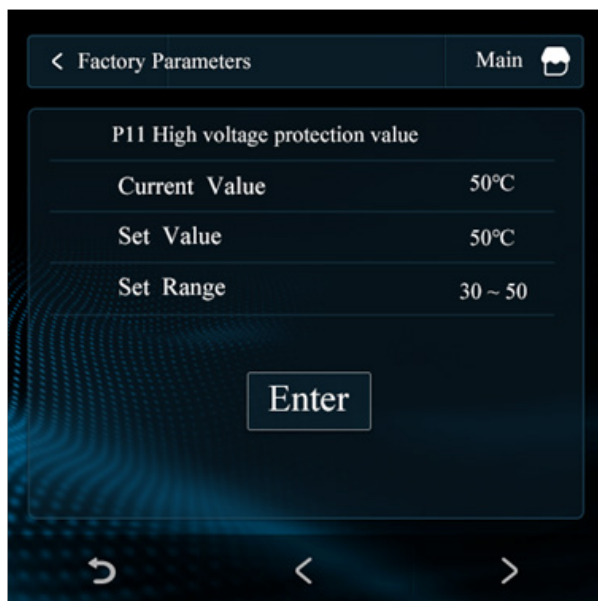 < Factory Parameters Main
P11 High voltage protection value
Current Value 50℃
Set Value 50℃
Set Range 30 ~ 50
Enter